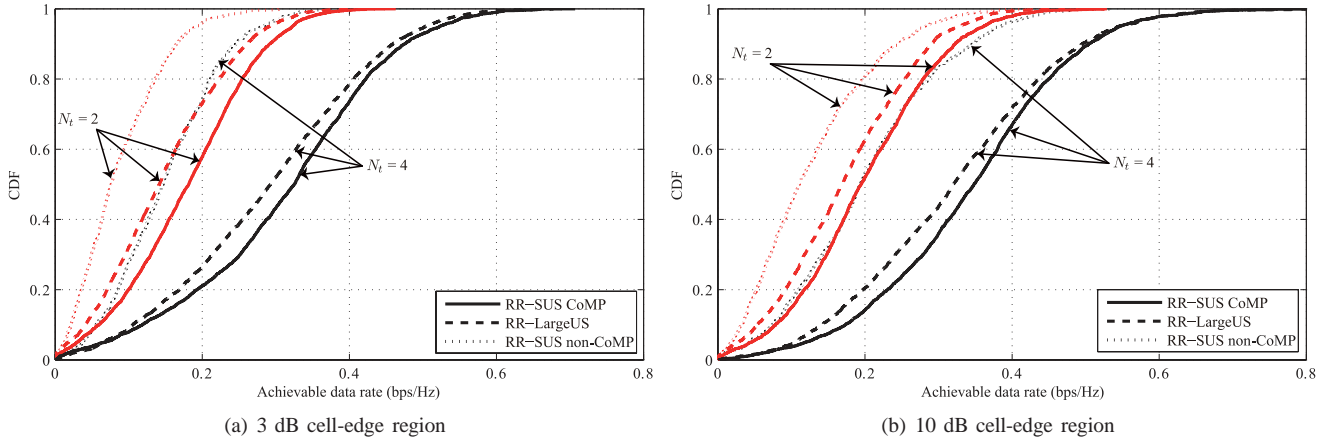 1
0.8
0.6
0.4
0.2
0
CDF
0
0.2
0.4
0.6
0.8
Achievable data rate (bps/Hz)
N_t = 2
N_t = 4
RR–SUS CoMP
RR–LargeUS
RR–SUS non–CoMP
(a) 3 dB cell-edge region
1
0.8
0.6
0.4
0.2
0
CDF
0
0.2
0.4
0.6
0.8
Achievable data rate (bps/Hz)
N_t = 2
N_t = 4
RR–SUS CoMP
RR–LargeUS
RR–SUS non–CoMP
(b) 10 dB cell-edge region